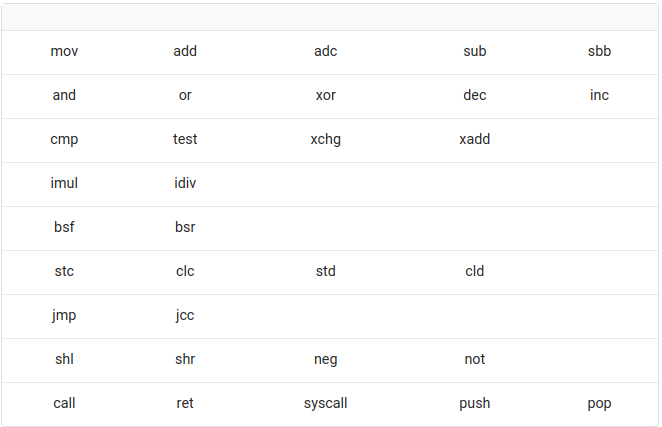 mov add adc sub sbb
and or xor dec inc
cmp test xchg xadd
imul idiv
bsf bsr
stc clc std cld
jmp jcc
shl shr neg not
call ret syscall push pop